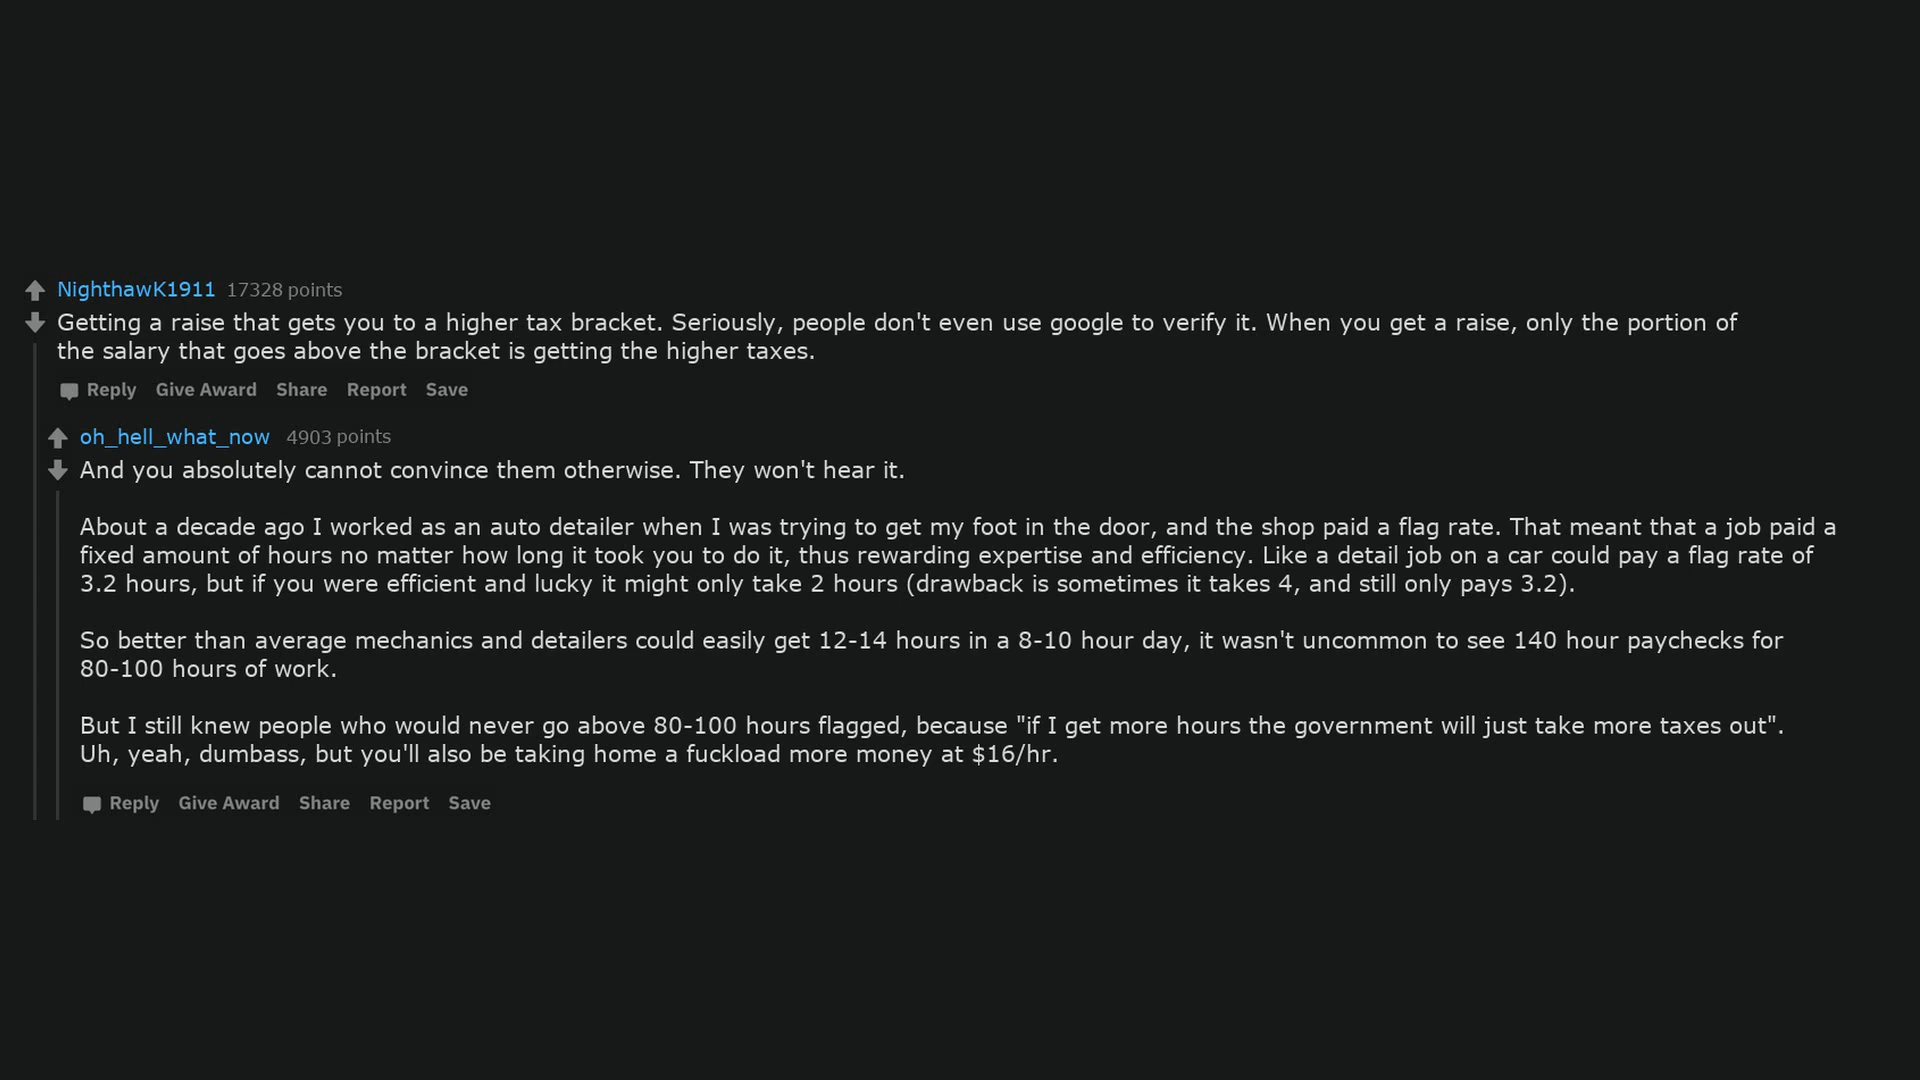 NighthawK1911 17328 points
Getting a raise that gets you to a higher tax bracket. Seriously, people don't even use google to verify it. When you get a raise, only the portion of
the salary that goes above the bracket is getting the higher taxes.
Reply Give Award Share Report Save
oh_hell_what_now 4903 points
And you absolutely cannot convince them otherwise. They won't hear it.
About a decade ago I worked as an auto detailer when I was trying to get my foot in the door, and the shop paid a flag rate. That meant that a job paid a
fixed amount of hours no matter how long it took you to do it, thus rewarding expertise and efficiency. Like a detail job on a car could pay a flag rate of
3.2 hours, but if you were efficient and lucky it might only take 2 hours (drawback is sometimes it takes 4, and still only pays 3.2).
So better than average mechanics and detailers could easily get 12-14 hours in a 8-10 hour day, it wasn't uncommon to see 140 hour paychecks for
80-100 hours of work.
But I still knew people who would never go above 80-100 hours flagged, because "if I get more hours the government will just take more taxes out".
Uh, yeah, dumbass, but you'll also be taking home a fuckload more money at $16/hr.
Reply Give Award Share Report Save